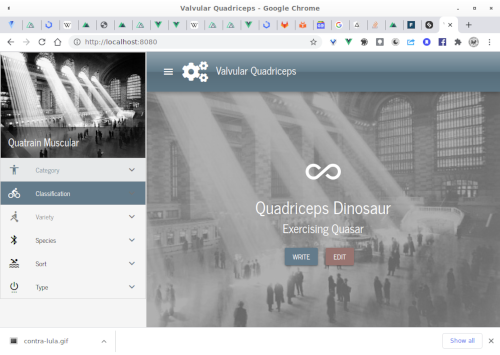 Valvular Quadriceps - Google Chrome
http://localhost:8080
Valvular Quadriceps
Quatrain Muscular
Category
Classification
Variety
Species
Sort
Type
Quadriceps Dinosaur
Exercising Quasar
WRITE
EDIT
contra-lula.gif
Show all